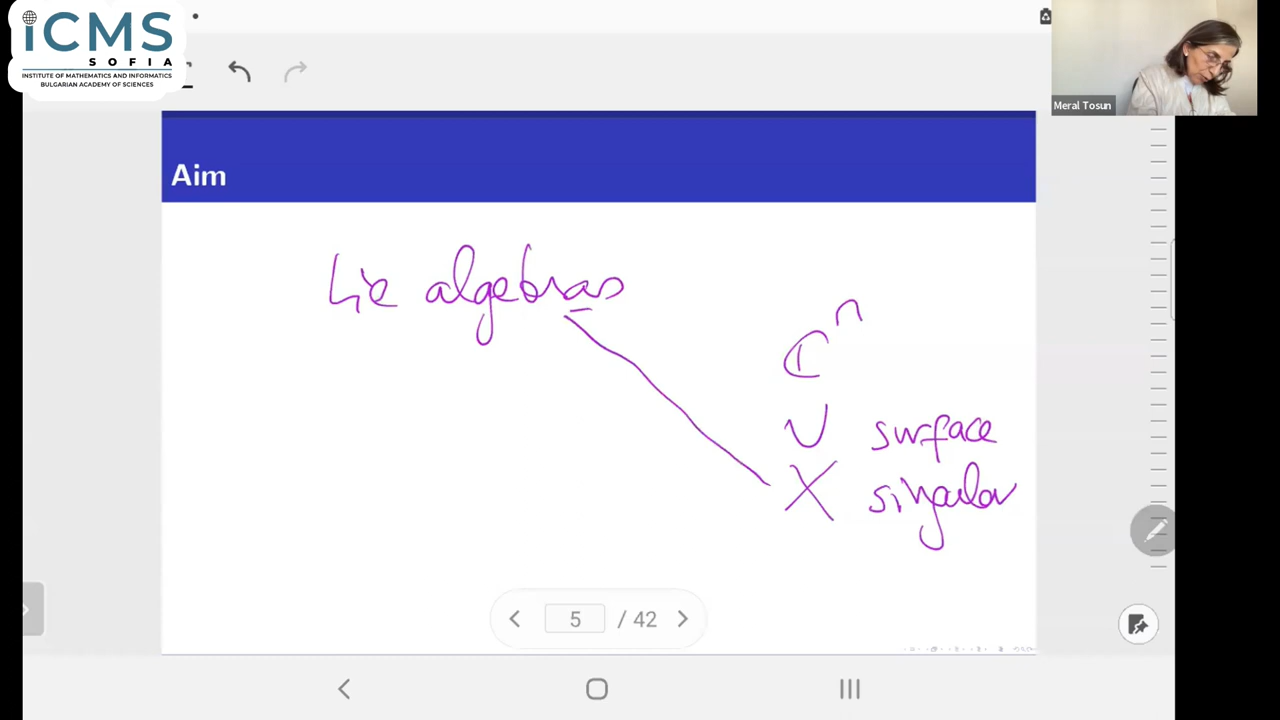 iCMS
SOFIA
INSTITUTE OF MATHEMATICS AND INFORMATICS
BULGARIAN ACADEMY OF SCIENCES
Meral Tosun
Aim
Lie algebras
ℂⁿ
∪ surface
X singular
5 / 42